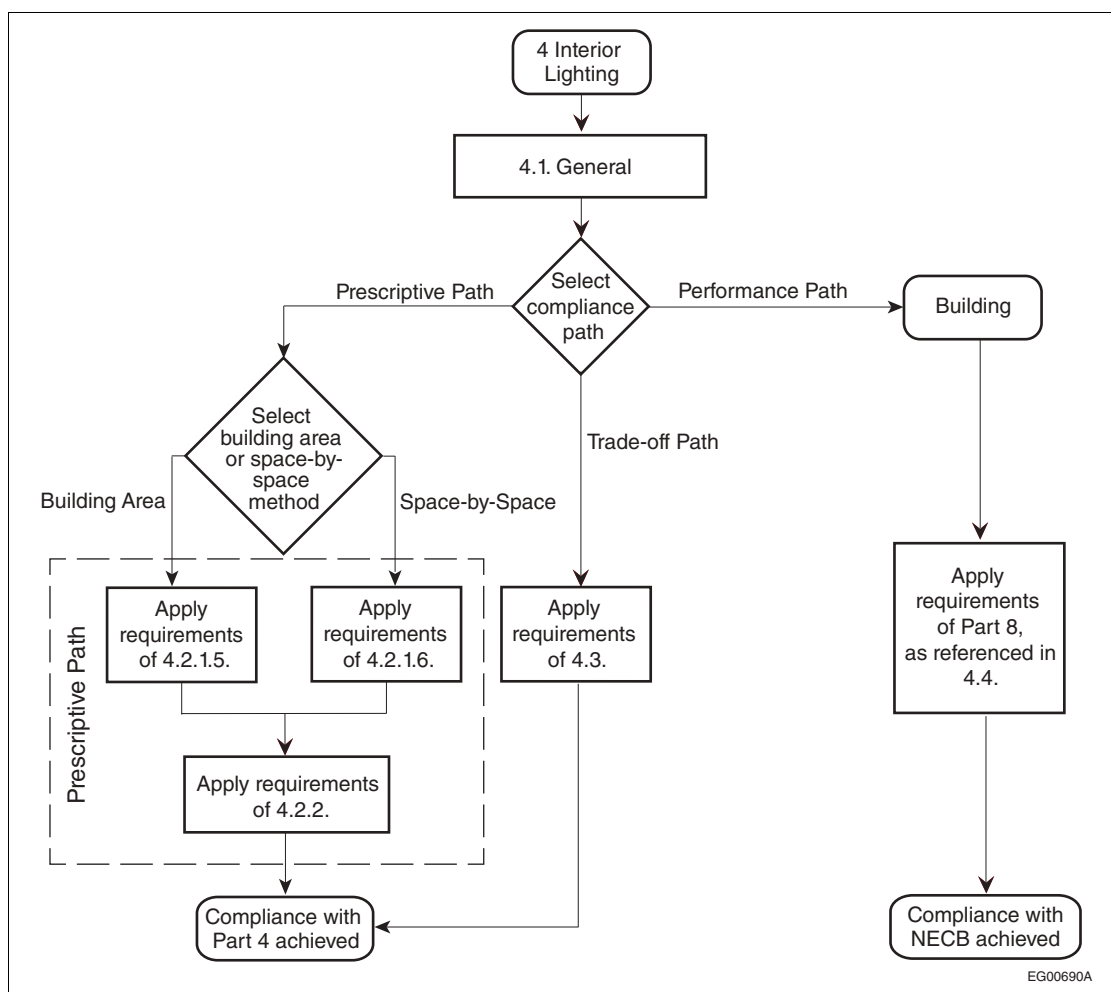 4 Interior
Lighting
4.1. General
Select
compliance
path
Prescriptive Path
Performance Path
Building
Select
building area
or space-by-
space
method
Trade-off Path
Building Area
Space-by-Space
Prescriptive Path
Apply
requirements
of 4.2.1.5.
Apply
requirements
of 4.2.1.6.
Apply
requirements
of 4.3.
Apply
requirements
of Part 8,
as referenced in
4.4.
Apply requirements
of 4.2.2.
Compliance with
Part 4 achieved
Compliance with
NECB achieved
EG00690A